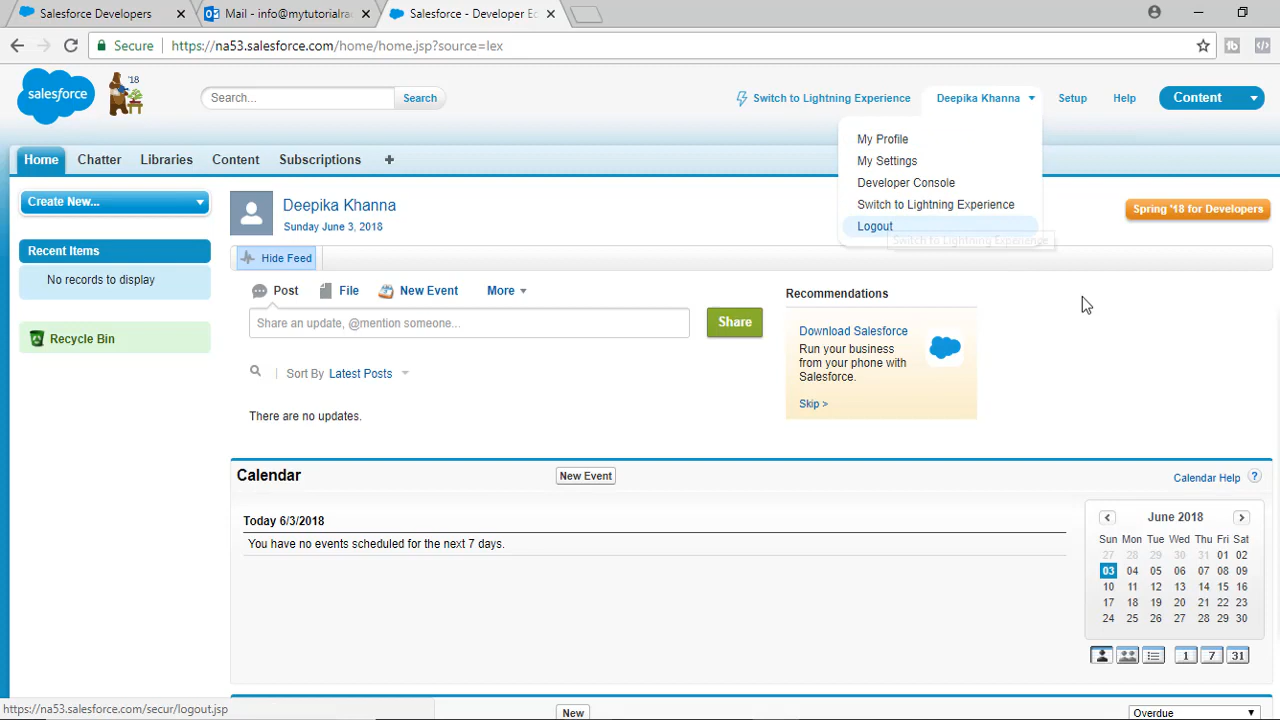 Salesforce Developers
Mail - info@mytutorialra
Salesforce - Developer Ec
Secure
https://na53.salesforce.com/home/home.jsp?source=lex
salesforce
'18
Search...
Search
Switch to Lightning Experience
Deepika Khanna
Setup
Help
Content
My Profile
My Settings
Developer Console
Switch to Lightning Experience
Logout
Switch to Lightning Experience
Home
Chatter
Libraries
Content
Subscriptions
+
Create New...
Recent Items
No records to display
Recycle Bin
Deepika Khanna
Sunday June 3, 2018
Spring '18 for Developers
Hide Feed
Post
File
New Event
More
Share an update, @mention someone...
Share
Sort By Latest Posts
There are no updates.
Recommendations
Download Salesforce
Run your business
from your phone with
Salesforce.
Skip >
Calendar
New Event
Calendar Help ?
Today 6/3/2018
You have no events scheduled for the next 7 days.
June 2018
Sun Mon Tue Wed Thu Fri Sat
27 28 29 30 31 01 02
03 04 05 06 07 08 09
10 11 12 13 14 15 16
17 18 19 20 21 22 23
24 25 26 27 28 29 30
1 7 31
https://na53.salesforce.com/secur/logout.jsp
New
Overdue